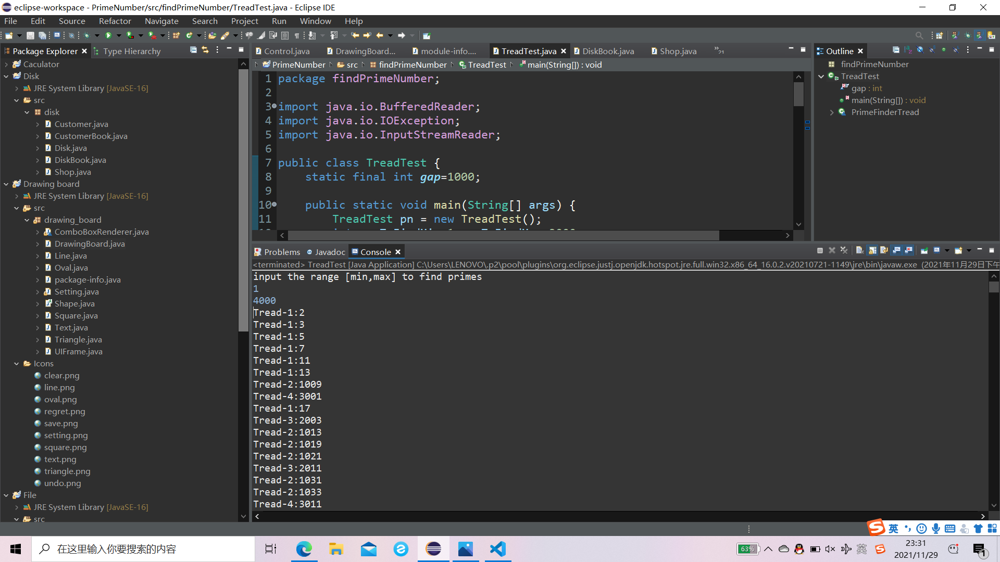 eclipse-workspace - PrimeNumber/src/findPrimeNumber/TreadTest.java - Eclipse IDE
File Edit Source Refactor Navigate Search Project Run Window Help
Package Explorer
Type Hierarchy
Caculator
Disk
JRE System Library [JavaSE-16]
src
disk
Customer.java
CustomerBook.java
Disk.java
DiskBook.java
Shop.java
Drawing board
JRE System Library [JavaSE-16]
src
drawing_board
ComboBoxRenderer.java
DrawingBoard.java
Line.java
Oval.java
package-info.java
Setting.java
Shape.java
Square.java
Text.java
Triangle.java
UIFrame.java
Icons
clear.png
line.png
oval.png
regret.png
save.png
setting.png
square.png
text.png
triangle.png
undo.png
File
JRE System Library [JavaSE-16]
src
Control.java DrawingBoard... module-info.... TreadTest.java DiskBook.java Shop.java »21
PrimeNumber src findPrimeNumber TreadTest main(String[]) : void
1 package findPrimeNumber;
2
3 import java.io.BufferedReader;
4 import java.io.IOException;
5 import java.io.InputStreamReader;
6
7 public class TreadTest {
8 static final int gap=1000;
9
10 public static void main(String[] args) {
11 TreadTest pn = new TreadTest();
Outline
findPrimeNumber
TreadTest
gap : int
main(String[]) : void
PrimeFinderTread
Problems Javadoc Console
<terminated> TreadTest [Java Application] C:\Users\LENOVO\.p2\pool\plugins\org.eclipse.justj.openjdk.hotspot.jre.full.win32.x86_64_16.0.2.v20210721-1149\jre\bin\javaw.exe (2021年11月29日下午
input the range [min,max] to find primes
1
4000
Tread-1:2
Tread-1:3
Tread-1:5
Tread-1:7
Tread-1:11
Tread-1:13
Tread-2:1009
Tread-4:3001
Tread-1:17
Tread-3:2003
Tread-2:1013
Tread-2:1019
Tread-2:1021
Tread-3:2011
Tread-2:1031
Tread-2:1033
Tread-4:3011
英
在这里输入你要搜索的内容
63%
英
23:31
2021/11/29
1